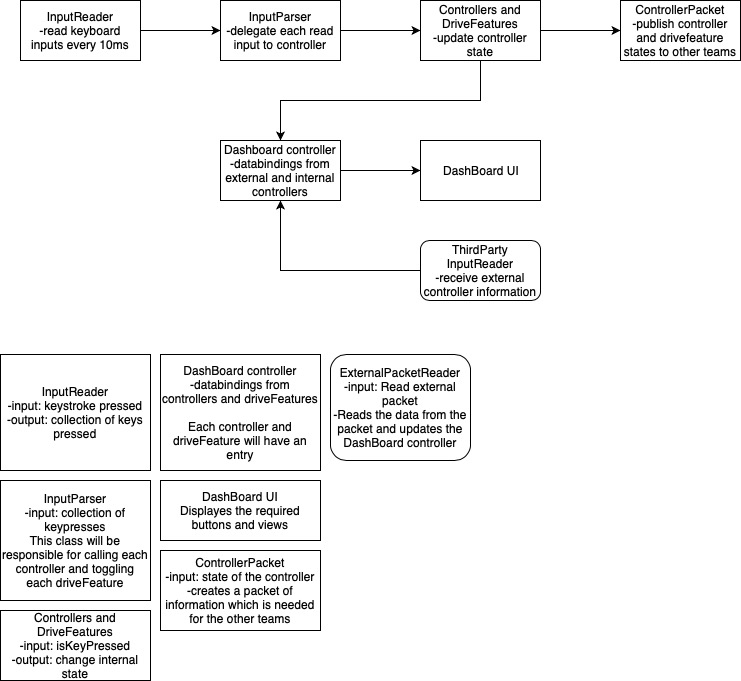 InputReader
-read keyboard
inputs every 10ms
InputParser
-delegate each read
input to controller
Controllers and
DriveFeatures
-update controller
state
ControllerPacket
-publish controller
and drivefeature
states to other teams
Dashboard controller
-databindings from
external and internal
controllers
DashBoard UI
ThirdParty
InputReader
-receive external
controller information
InputReader
-input: keystroke pressed
-output: collection of keys
pressed
DashBoard controller
-databindings from
controllers and driveFeatures
Each controller and
driveFeature will have an
entry
ExternalPacketReader
-input: Read external
packet
-Reads the data from the
packet and updates the
DashBoard controller
InputParser
-input: collection of
keypresses
This class will be
responsible for calling each
controller and toggling
each driveFeature
DashBoard UI
Displayes the required
buttons and views
ControllerPacket
-input: state of the controller
-creates a packet of
information which is needed
for the other teams
Controllers and
DriveFeatures
-input: isKeyPressed
-output: change internal
state